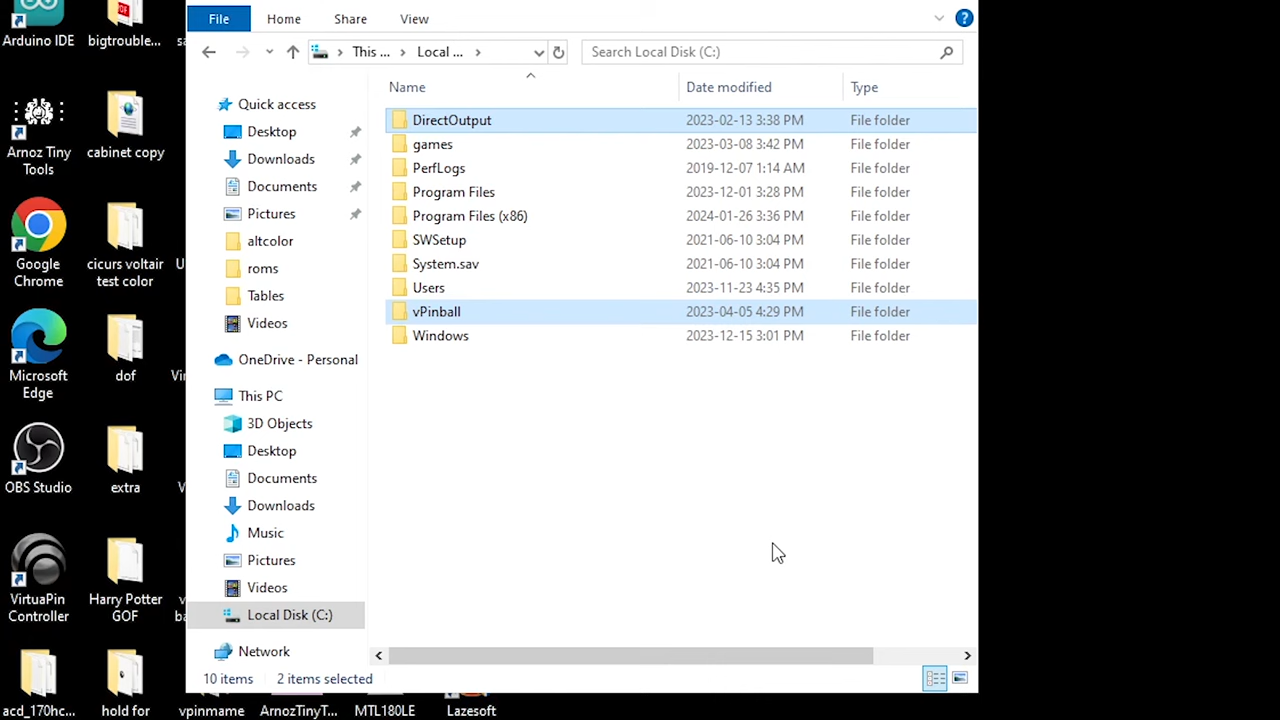 File Home Share View
This ... Local ...
Search Local Disk (C:)
Name Date modified Type
DirectOutput 2023-02-13 3:38 PM File folder
games 2023-03-08 3:42 PM File folder
PerfLogs 2019-12-07 1:14 AM File folder
Program Files 2023-12-01 3:28 PM File folder
Program Files (x86) 2024-01-26 3:36 PM File folder
SWSetup 2021-06-10 3:04 PM File folder
System.sav 2021-06-10 3:04 PM File folder
Users 2023-11-23 4:35 PM File folder
vPinball 2023-04-05 4:29 PM File folder
Windows 2023-12-15 3:01 PM File folder
Quick access
Desktop
Downloads
Documents
Pictures
altcolor
roms
Tables
Videos
OneDrive - Personal
This PC
3D Objects
Desktop
Documents
Downloads
Music
Pictures
Videos
Local Disk (C:)
Network
10 items 2 items selected
Arduino IDE
bigtrouble...
Arnoz Tiny
Tools
cabinet copy
Google
Chrome
cicurs voltair
test color
Microsoft
Edge
dof
OBS Studio
extra
VirtuaPin
Controller
Harry Potter
GOF
acd_170hc...
hold for
vpinmame
ArnozTinyT...
MTL180LE
Lazesoft